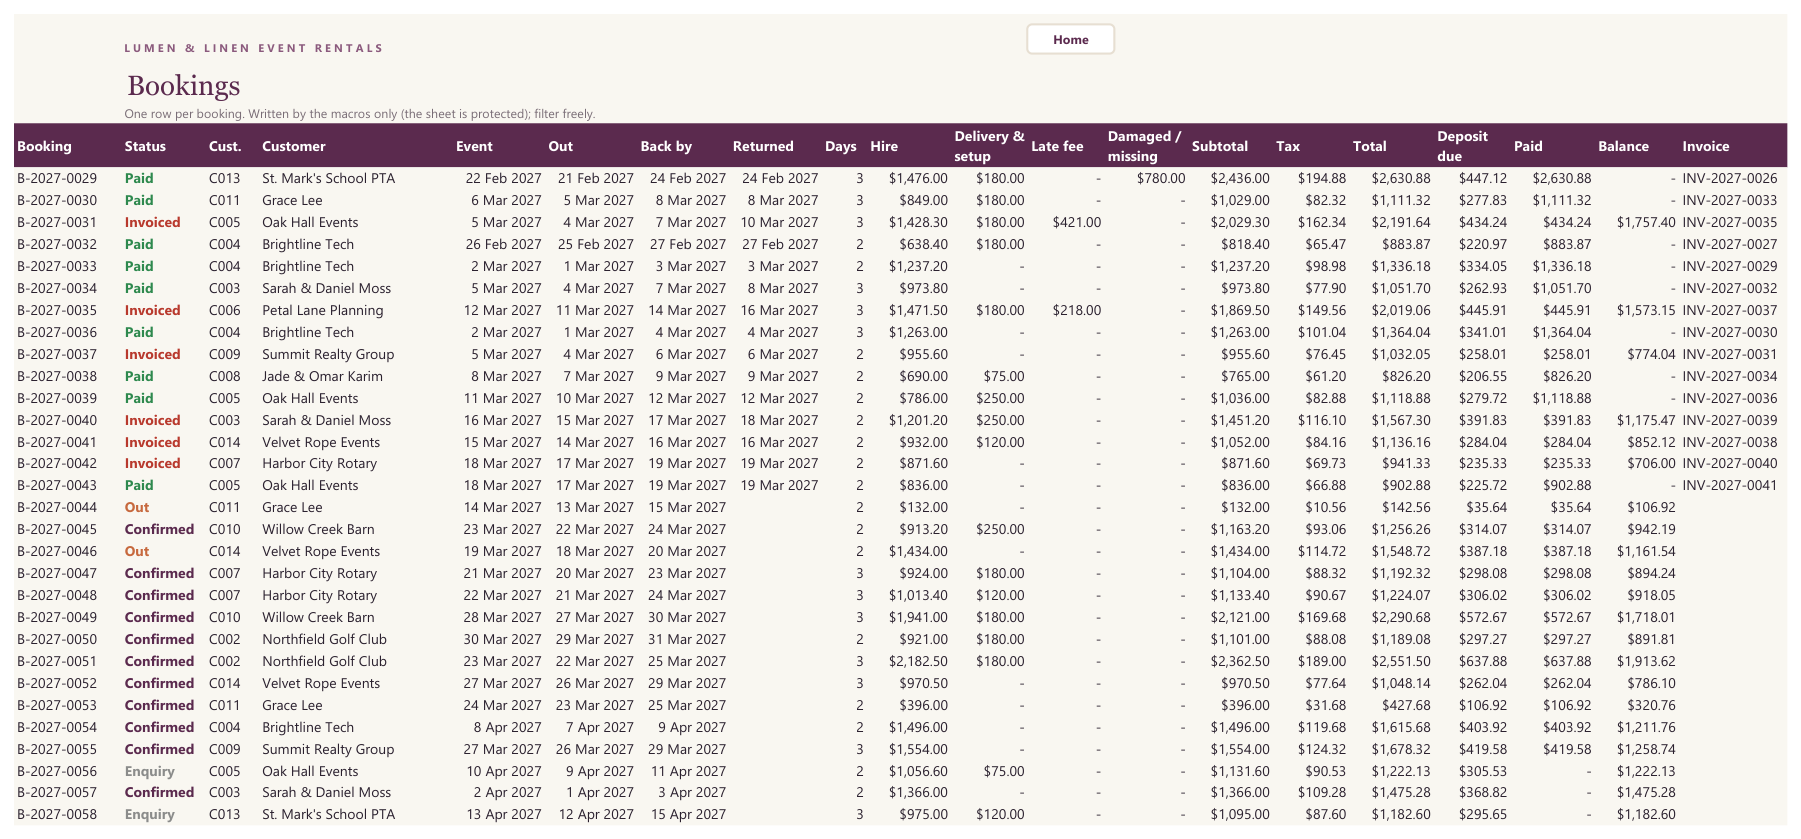 Home
LUMEN & LINEN EVENT RENTALS
Bookings
One row per booking. Written by the macros only (the sheet is protected); filter freely.
Booking Status Cust. Customer Event Out Back by Returned Days Hire Delivery & setup Late fee Damaged / missing Subtotal Tax Total Deposit due Paid Balance Invoice
B-2027-0029 Paid C013 St. Mark's School PTA 22 Feb 2027 21 Feb 2027 24 Feb 2027 24 Feb 2027 3 $1,476.00 $180.00 - $780.00 $2,436.00 $194.88 $2,630.88 $447.12 $2,630.88 - INV-2027-0026
B-2027-0030 Paid C011 Grace Lee 6 Mar 2027 5 Mar 2027 8 Mar 2027 8 Mar 2027 3 $849.00 $180.00 - - $1,029.00 $82.32 $1,111.32 $277.83 $1,111.32 - INV-2027-0033
B-2027-0031 Invoiced C005 Oak Hall Events 5 Mar 2027 4 Mar 2027 7 Mar 2027 10 Mar 2027 3 $1,428.30 $180.00 $421.00 - $2,029.30 $162.34 $2,191.64 $434.24 $434.24 $1,757.40 INV-2027-0035
B-2027-0032 Paid C004 Brightline Tech 26 Feb 2027 25 Feb 2027 27 Feb 2027 27 Feb 2027 2 $638.40 $180.00 - - $818.40 $65.47 $883.87 $220.97 $883.87 - INV-2027-0027
B-2027-0033 Paid C004 Brightline Tech 2 Mar 2027 1 Mar 2027 3 Mar 2027 3 Mar 2027 2 $1,237.20 - - - $1,237.20 $98.98 $1,336.18 $334.05 $1,336.18 - INV-2027-0029
B-2027-0034 Paid C003 Sarah & Daniel Moss 5 Mar 2027 4 Mar 2027 7 Mar 2027 8 Mar 2027 3 $973.80 - - - $973.80 $77.90 $1,051.70 $262.93 $1,051.70 - INV-2027-0032
B-2027-0035 Invoiced C006 Petal Lane Planning 12 Mar 2027 11 Mar 2027 14 Mar 2027 16 Mar 2027 3 $1,471.50 $180.00 $218.00 - $1,869.50 $149.56 $2,019.06 $445.91 $445.91 $1,573.15 INV-2027-0037
B-2027-0036 Paid C004 Brightline Tech 2 Mar 2027 1 Mar 2027 4 Mar 2027 4 Mar 2027 3 $1,263.00 - - - $1,263.00 $101.04 $1,364.04 $341.01 $1,364.04 - INV-2027-0030
B-2027-0037 Invoiced C009 Summit Realty Group 5 Mar 2027 4 Mar 2027 6 Mar 2027 6 Mar 2027 2 $955.60 - - - $955.60 $76.45 $1,032.05 $258.01 $258.01 $774.04 INV-2027-0031
B-2027-0038 Paid C008 Jade & Omar Karim 8 Mar 2027 7 Mar 2027 9 Mar 2027 9 Mar 2027 2 $690.00 $75.00 - - $765.00 $61.20 $826.20 $206.55 $826.20 - INV-2027-0034
B-2027-0039 Paid C005 Oak Hall Events 11 Mar 2027 10 Mar 2027 12 Mar 2027 12 Mar 2027 2 $786.00 $250.00 - - $1,036.00 $82.88 $1,118.88 $279.72 $1,118.88 - INV-2027-0036
B-2027-0040 Invoiced C003 Sarah & Daniel Moss 16 Mar 2027 15 Mar 2027 17 Mar 2027 18 Mar 2027 2 $1,201.20 $250.00 - - $1,451.20 $116.10 $1,567.30 $391.83 $391.83 $1,175.47 INV-2027-0039
B-2027-0041 Invoiced C014 Velvet Rope Events 15 Mar 2027 14 Mar 2027 16 Mar 2027 16 Mar 2027 2 $932.00 $120.00 - - $1,052.00 $84.16 $1,136.16 $284.04 $284.04 $852.12 INV-2027-0038
B-2027-0042 Invoiced C007 Harbor City Rotary 18 Mar 2027 17 Mar 2027 19 Mar 2027 19 Mar 2027 2 $871.60 - - - $871.60 $69.73 $941.33 $235.33 $235.33 $706.00 INV-2027-0040
B-2027-0043 Paid C005 Oak Hall Events 18 Mar 2027 17 Mar 2027 19 Mar 2027 19 Mar 2027 2 $836.00 - - - $836.00 $66.88 $902.88 $225.72 $902.88 - INV-2027-0041
B-2027-0044 Out C011 Grace Lee 14 Mar 2027 13 Mar 2027 15 Mar 2027 2 $132.00 - - - $132.00 $10.56 $142.56 $35.64 $35.64 $106.92
B-2027-0045 Confirmed C010 Willow Creek Barn 23 Mar 2027 22 Mar 2027 24 Mar 2027 2 $913.20 $250.00 - - $1,163.20 $93.06 $1,256.26 $314.07 $314.07 $942.19
B-2027-0046 Out C014 Velvet Rope Events 19 Mar 2027 18 Mar 2027 20 Mar 2027 2 $1,434.00 - - - $1,434.00 $114.72 $1,548.72 $387.18 $387.18 $1,161.54
B-2027-0047 Confirmed C007 Harbor City Rotary 21 Mar 2027 20 Mar 2027 23 Mar 2027 3 $924.00 $180.00 - - $1,104.00 $88.32 $1,192.32 $298.08 $298.08 $894.24
B-2027-0048 Confirmed C007 Harbor City Rotary 22 Mar 2027 21 Mar 2027 24 Mar 2027 3 $1,013.40 $120.00 - - $1,133.40 $90.67 $1,224.07 $306.02 $306.02 $918.05
B-2027-0049 Confirmed C010 Willow Creek Barn 28 Mar 2027 27 Mar 2027 30 Mar 2027 3 $1,941.00 $180.00 - - $2,121.00 $169.68 $2,290.68 $572.67 $572.67 $1,718.01
B-2027-0050 Confirmed C002 Northfield Golf Club 30 Mar 2027 29 Mar 2027 31 Mar 2027 2 $921.00 $180.00 - - $1,101.00 $88.08 $1,189.08 $297.27 $297.27 $891.81
B-2027-0051 Confirmed C002 Northfield Golf Club 23 Mar 2027 22 Mar 2027 25 Mar 2027 3 $2,182.50 $180.00 - - $2,362.50 $189.00 $2,551.50 $637.88 $637.88 $1,913.62
B-2027-0052 Confirmed C014 Velvet Rope Events 27 Mar 2027 26 Mar 2027 29 Mar 2027 3 $970.50 - - - $970.50 $77.64 $1,048.14 $262.04 $262.04 $786.10
B-2027-0053 Confirmed C011 Grace Lee 24 Mar 2027 23 Mar 2027 25 Mar 2027 2 $396.00 - - - $396.00 $31.68 $427.68 $106.92 $106.92 $320.76
B-2027-0054 Confirmed C004 Brightline Tech 8 Apr 2027 7 Apr 2027 9 Apr 2027 2 $1,496.00 - - - $1,496.00 $119.68 $1,615.68 $403.92 $403.92 $1,211.76
B-2027-0055 Confirmed C009 Summit Realty Group 27 Mar 2027 26 Mar 2027 29 Mar 2027 3 $1,554.00 - - - $1,554.00 $124.32 $1,678.32 $419.58 $419.58 $1,258.74
B-2027-0056 Enquiry C005 Oak Hall Events 10 Apr 2027 9 Apr 2027 11 Apr 2027 2 $1,056.60 $75.00 - - $1,131.60 $90.53 $1,222.13 $305.53 - $1,222.13
B-2027-0057 Confirmed C003 Sarah & Daniel Moss 2 Apr 2027 1 Apr 2027 3 Apr 2027 2 $1,366.00 - - - $1,366.00 $109.28 $1,475.28 $368.82 - $1,475.28
B-2027-0058 Enquiry C013 St. Mark's School PTA 13 Apr 2027 12 Apr 2027 15 Apr 2027 3 $975.00 $120.00 - - $1,095.00 $87.60 $1,182.60 $295.65 - $1,182.60